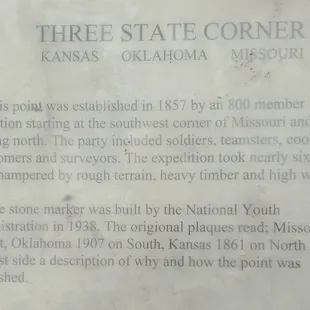 THREE STATE CORNER
KANSAS OKLAHOMA MISSOURI
is point was established in 1857 by an 800 member
tion starting at the southwest corner of Missouri and
ng north. The party included soldiers, teamsters, coo
omers and surveyors. The expedition took nearly six
hampered by rough terrain, heavy timber and high w
e stone marker was built by the National Youth
istration in 1938. The origional plaques read; Misso
t, Oklahoma 1907 on South, Kansas 1861 on North
st side a description of why and how the point was
shed.